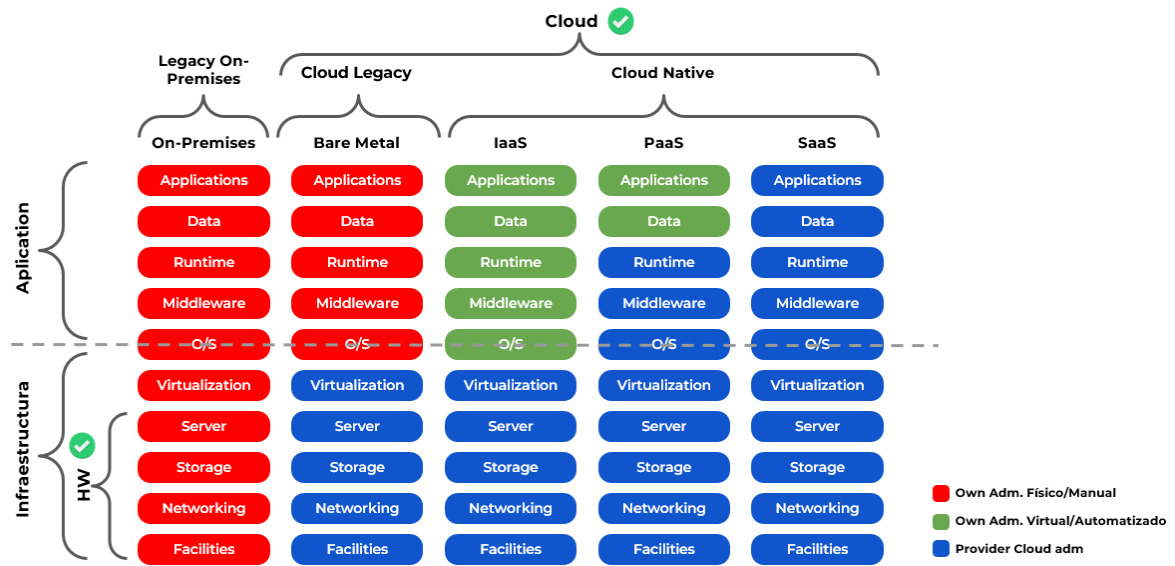 Cloud
Legacy On-
Premises
Cloud Legacy
Cloud Native
On-Premises
Bare Metal
IaaS
PaaS
SaaS
Aplication
Applications
Applications
Applications
Applications
Applications
Data
Data
Data
Data
Data
Runtime
Runtime
Runtime
Runtime
Runtime
Middleware
Middleware
Middleware
Middleware
Middleware
O/S
O/S
O/S
O/S
O/S
Infraestructura
HW
Virtualization
Virtualization
Virtualization
Virtualization
Virtualization
Server
Server
Server
Server
Server
Storage
Storage
Storage
Storage
Storage
Networking
Networking
Networking
Networking
Networking
Facilities
Facilities
Facilities
Facilities
Facilities
Own Adm. Físico/Manual
Own Adm. Virtual/Automatizado
Provider Cloud adm